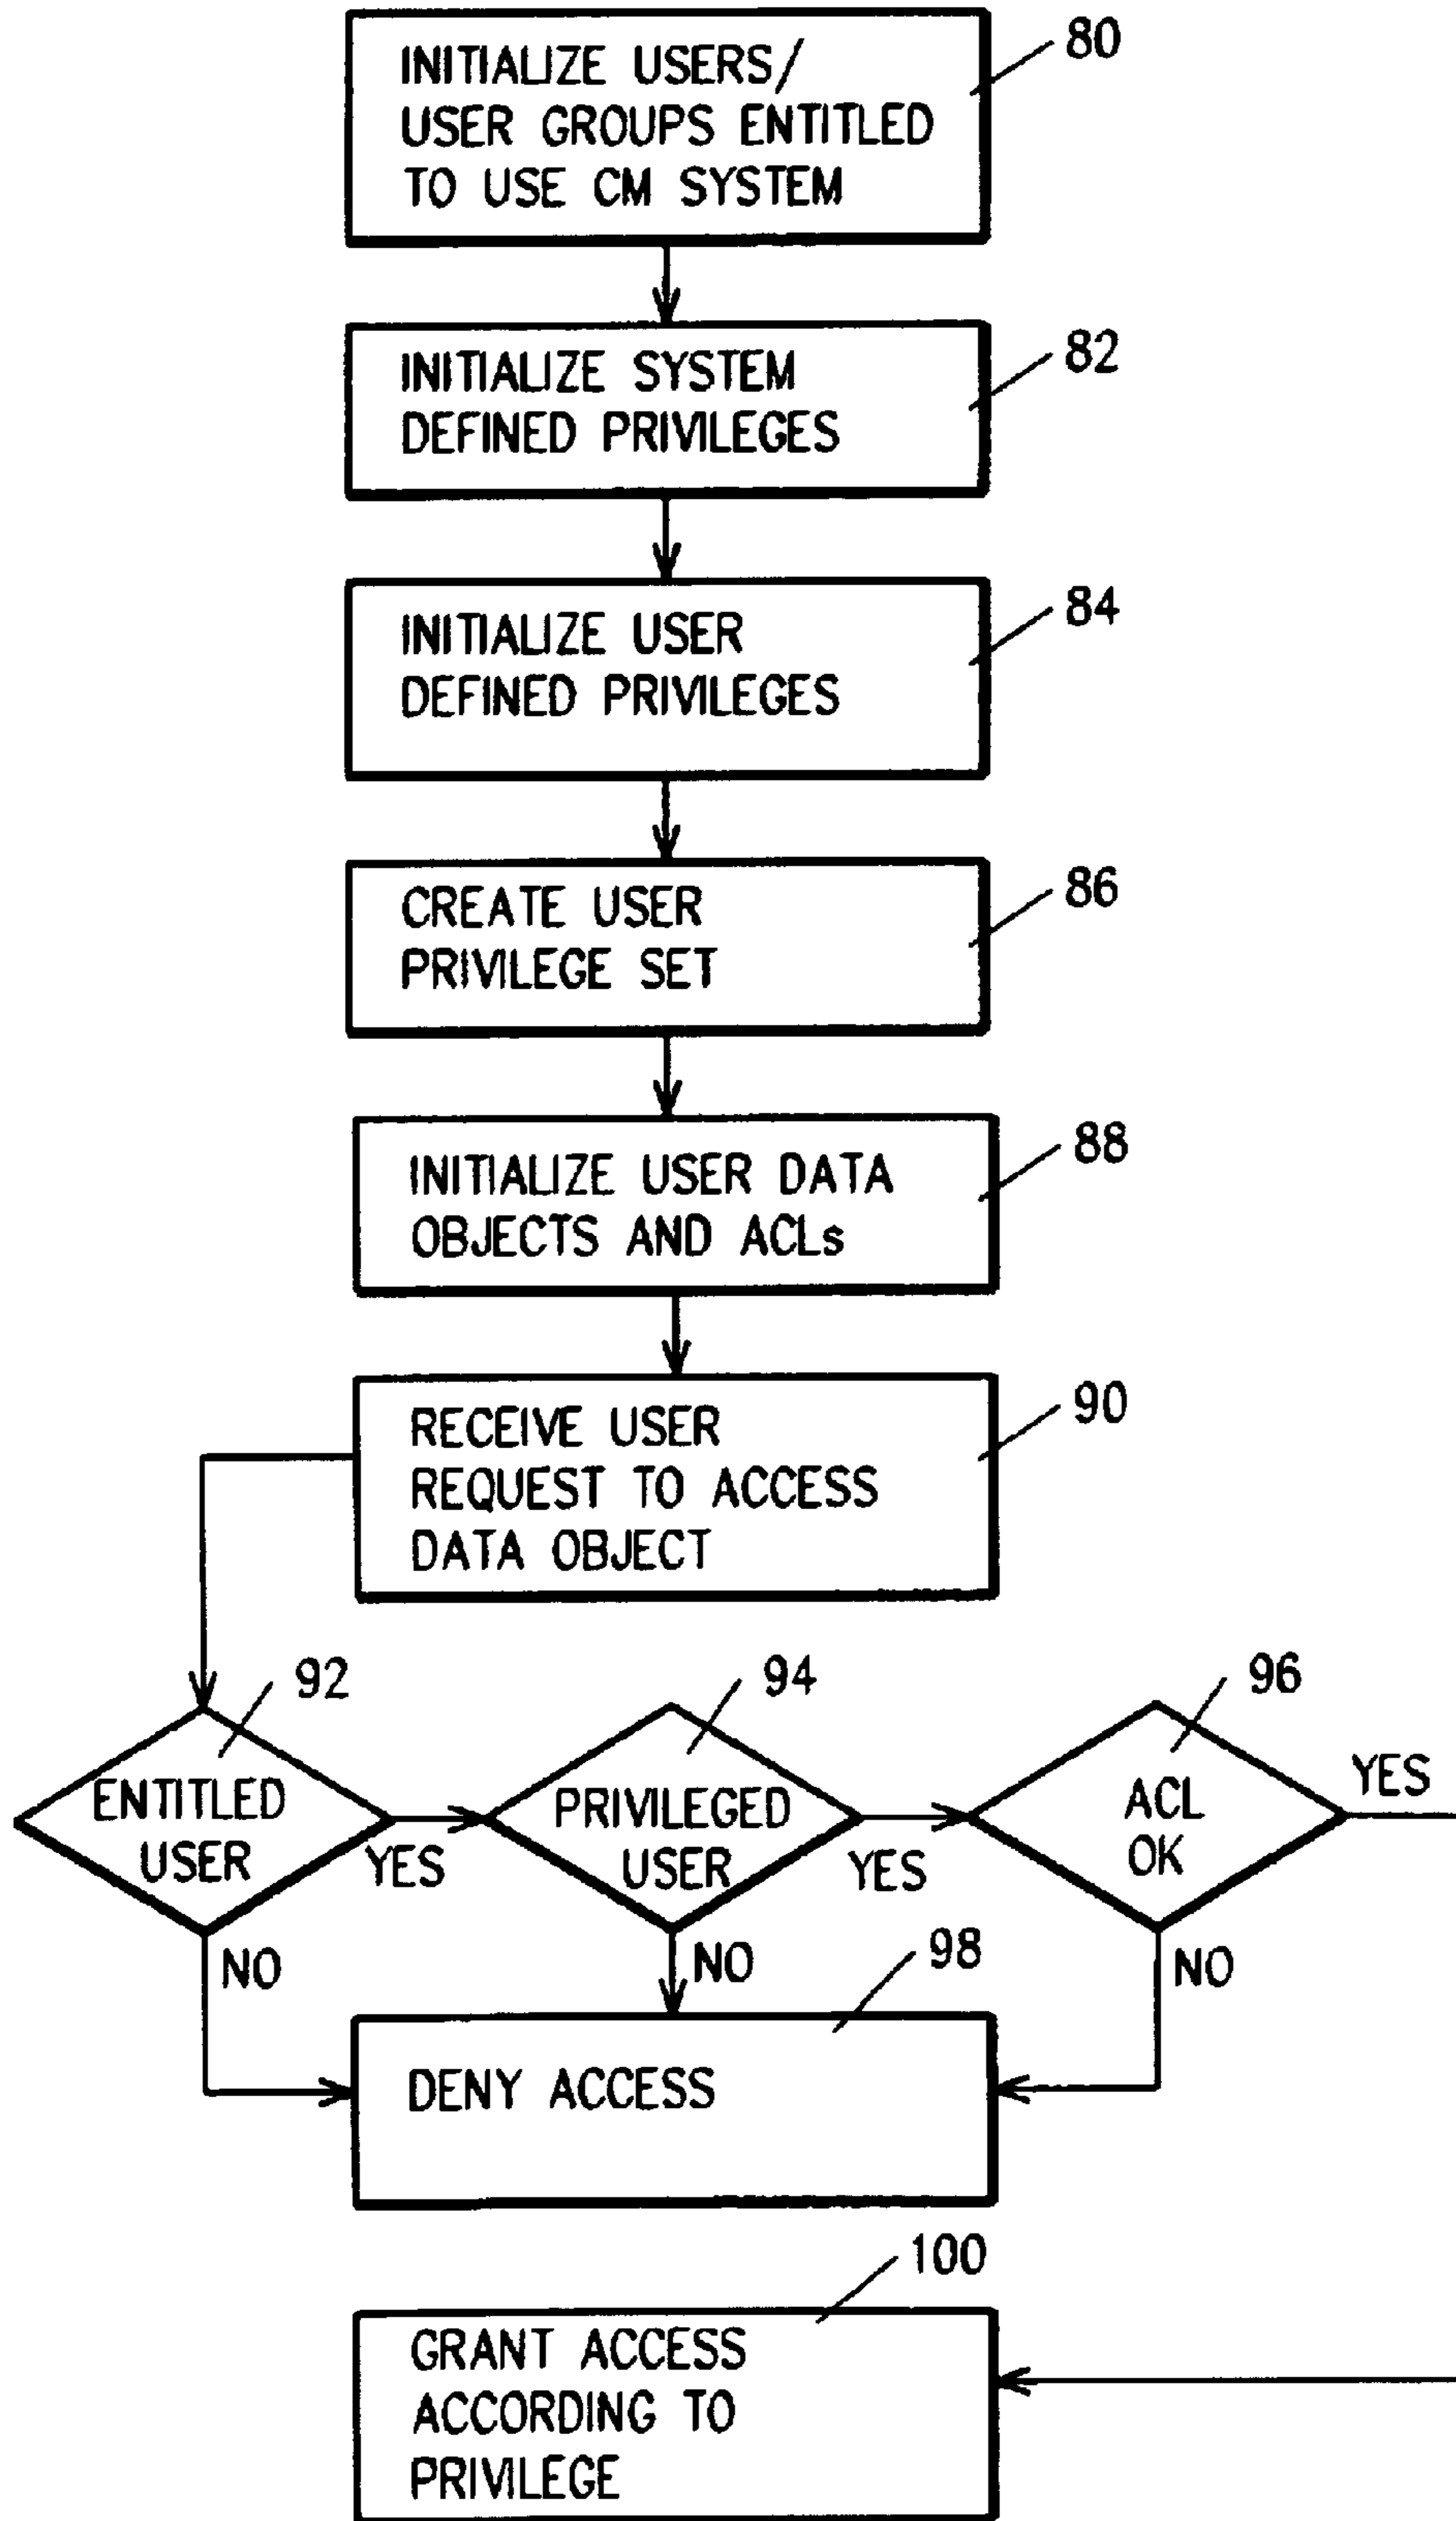 INITIALIZE USERS/
USER GROUPS ENTITLED
TO USE CM SYSTEM
80
INITIALIZE SYSTEM
DEFINED PRIVILEGES
82
INITIALIZE USER
DEFINED PRIVILEGES
84
CREATE USER
PRIVILEGE SET
86
INITIALIZE USER DATA
OBJECTS AND ACLs
88
RECEIVE USER
REQUEST TO ACCESS
DATA OBJECT
90
92
ENTITLED
USER
YES
NO
94
PRIVILEGED
USER
YES
NO
96
ACL
OK
YES
NO
98
DENY ACCESS
100
GRANT ACCESS
ACCORDING TO
PRIVILEGE